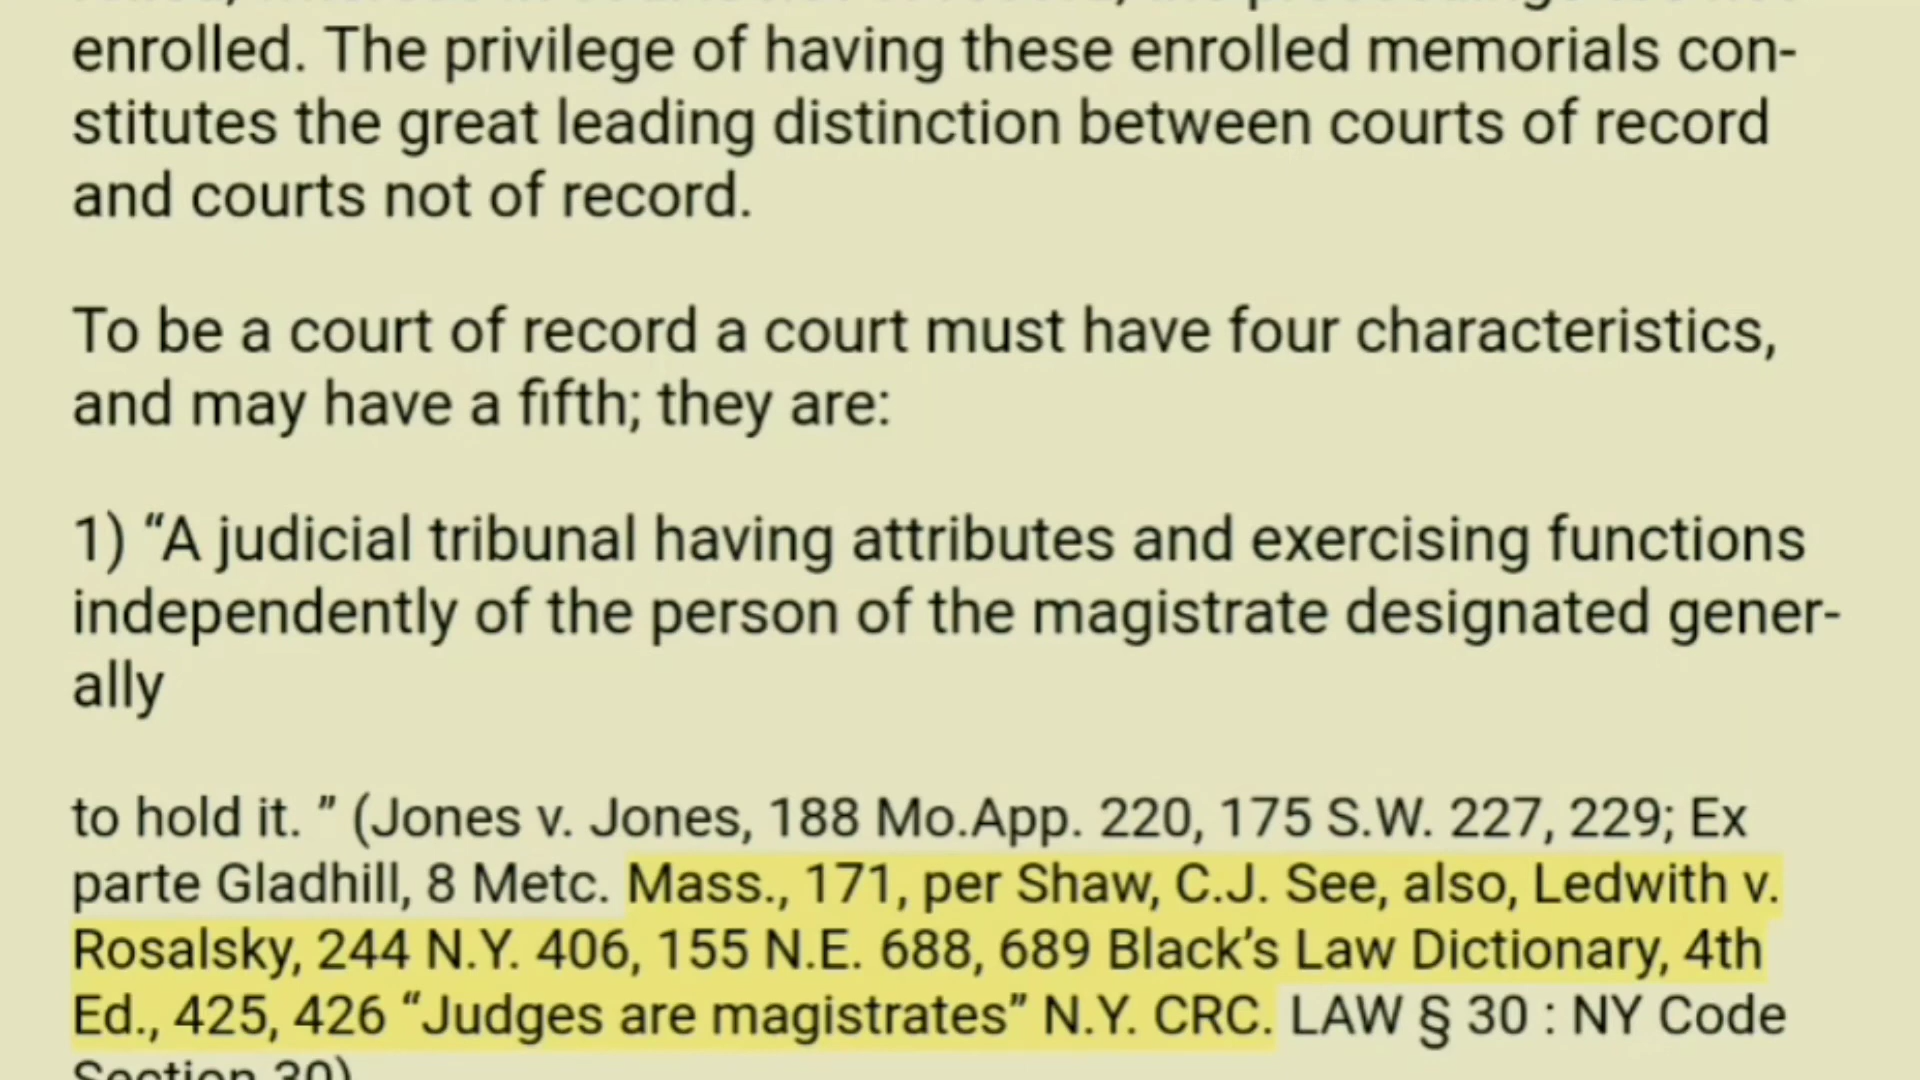 enrolled. The privilege of having these enrolled memorials con-
stitutes the great leading distinction between courts of record
and courts not of record.
To be a court of record a court must have four characteristics,
and may have a fifth; they are:
1) “A judicial tribunal having attributes and exercising functions
independently of the person of the magistrate designated gener-
ally
to hold it. ” (Jones v. Jones, 188 Mo.App. 220, 175 S.W. 227, 229; Ex
parte Gladhill, 8 Metc. Mass., 171, per Shaw, C.J. See, also, Ledwith v.
Rosalsky, 244 N.Y. 406, 155 N.E. 688, 689 Black’s Law Dictionary, 4th
Ed., 425, 426 “Judges are magistrates” N.Y. CRC. LAW § 30 : NY Code
Section 30)